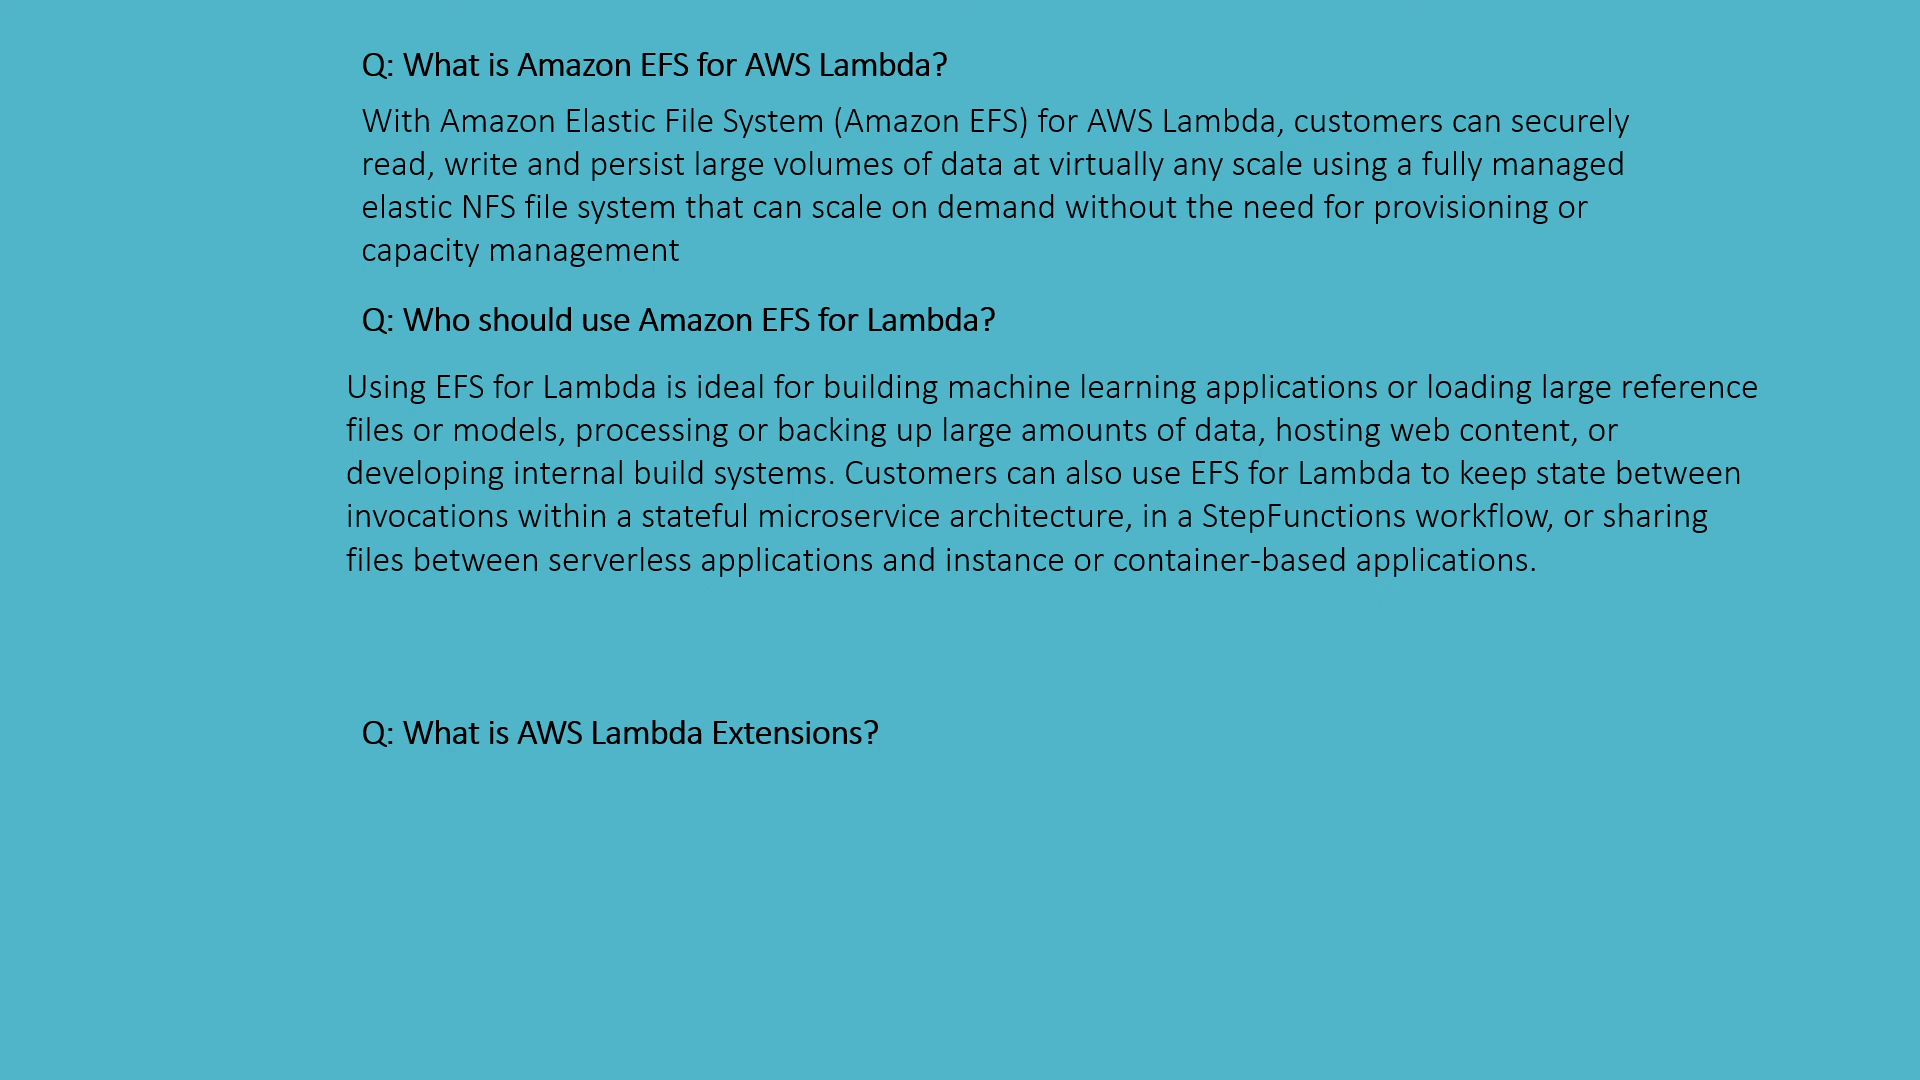 Q: What is Amazon EFS for AWS Lambda?
With Amazon Elastic File System (Amazon EFS) for AWS Lambda, customers can securely
read, write and persist large volumes of data at virtually any scale using a fully managed
elastic NFS file system that can scale on demand without the need for provisioning or
capacity management
Q: Who should use Amazon EFS for Lambda?
Using EFS for Lambda is ideal for building machine learning applications or loading large reference
files or models, processing or backing up large amounts of data, hosting web content, or
developing internal build systems. Customers can also use EFS for Lambda to keep state between
invocations within a stateful microservice architecture, in a StepFunctions workflow, or sharing
files between serverless applications and instance or container-based applications.
Q: What is AWS Lambda Extensions?